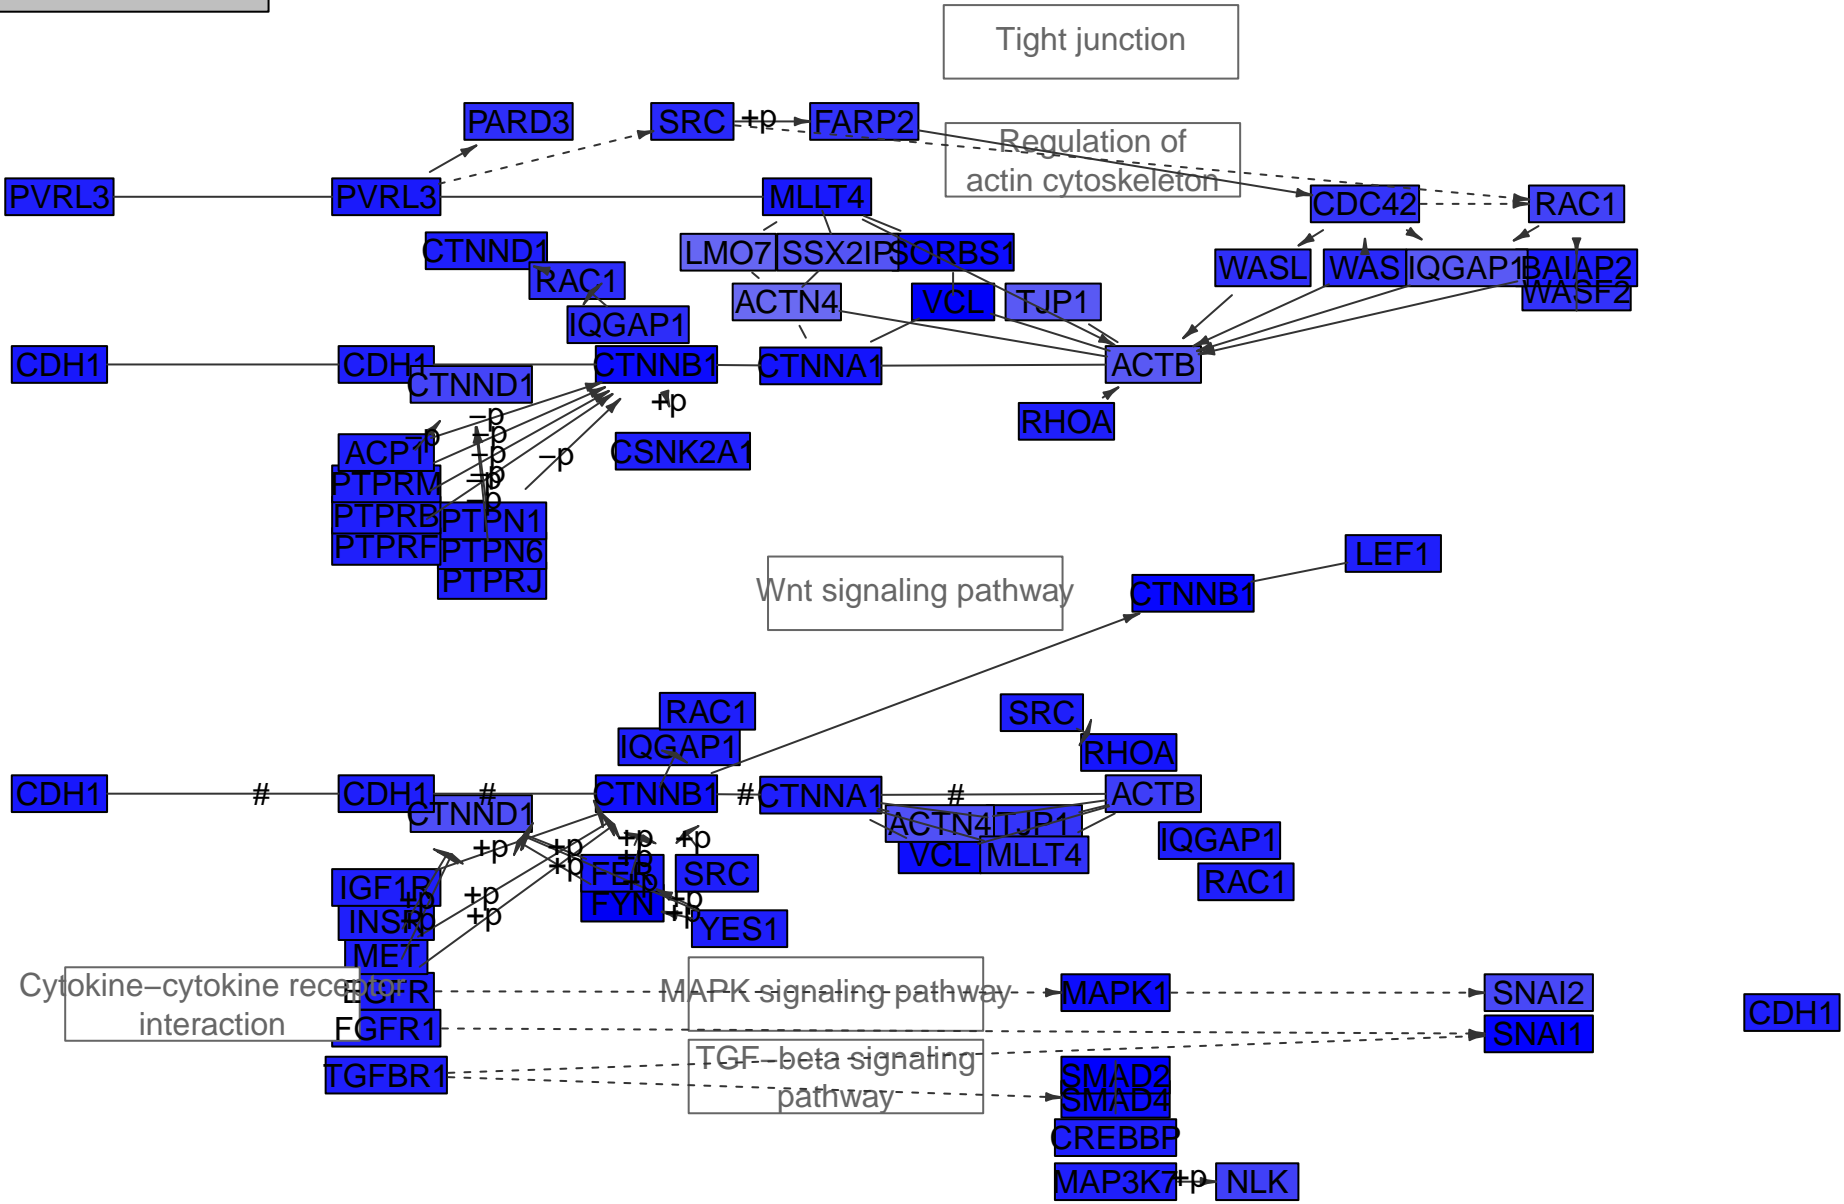 Tight junction
PARD3
SRC
+p
FARP2
Regulation of
actin cytoskeleton
PVRL3
PVRL3
MLLT4
CDC42
RAC1
CTNND1
LMO7
SSX2IP
SORBS1
WASL
WAS
IQGAP1
BAIAP2
RAC1
WASF2
ACTN4
VCL
TJP1
IQGAP1
CDH1
CDH1
CTNNB1
CTNNA1
ACTB
CTNND1
+p
−p
RHOA
−p
−p
ACP1
−p
−p
CSNK2A1
−p
PTPRM
−p
−p
PTPRB
PTPN1
PTPRF
PTPN6
LEF1
PTPRJ
Wnt signaling pathway
CTNNB1
RAC1
SRC
IQGAP1
RHOA
CDH1
#
CDH1
#
CTNNB1
#
CTNNA1
#
ACTB
CTNND1
ACTN4
TJP1
+p
+p
+p
+p
IQGAP1
+p
+p
VCL
MLLT4
IGF1R
FER
+p
SRC
RAC1
+p
+p
+p
INSR
+p
+p
FYN
+p
YES1
MET
Cytokine−cytokine receptor
interaction
EGFR
MAPK signaling pathway
MAPK1
SNAI2
CDH1
FGFR1
SNAI1
TGF−beta signaling
pathway
TGFBR1
SMAD2
SMAD4
CREBBP
MAP3K7
+p
NLK